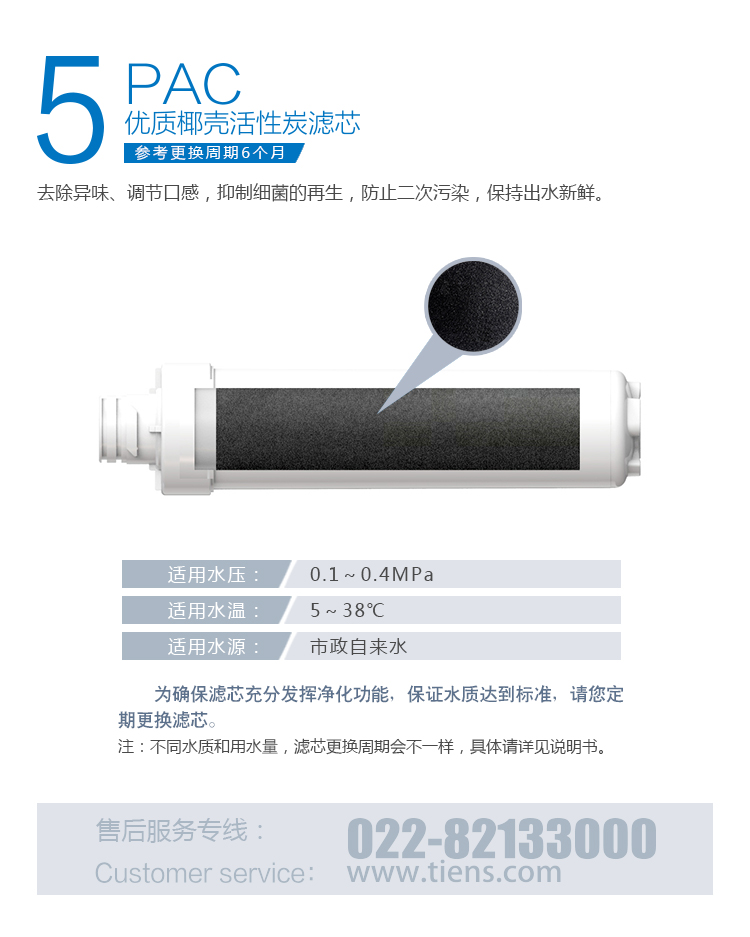 5
PAC
优质椰壳活性炭滤芯
参考更换周期6个月
去除异味、调节口感，抑制细菌的再生，防止二次污染，保持出水新鲜。
适用水压： 0.1～0.4MPa
适用水温： 5～38℃
适用水源： 市政自来水
为确保滤芯充分发挥净化功能，保证水质达到标准，请您定
期更换滤芯。
注：不同水质和用水量，滤芯更换周期会不一样，具体请详见说明书。
售后服务专线： 022-82133000
Customer service: www.tiens.com